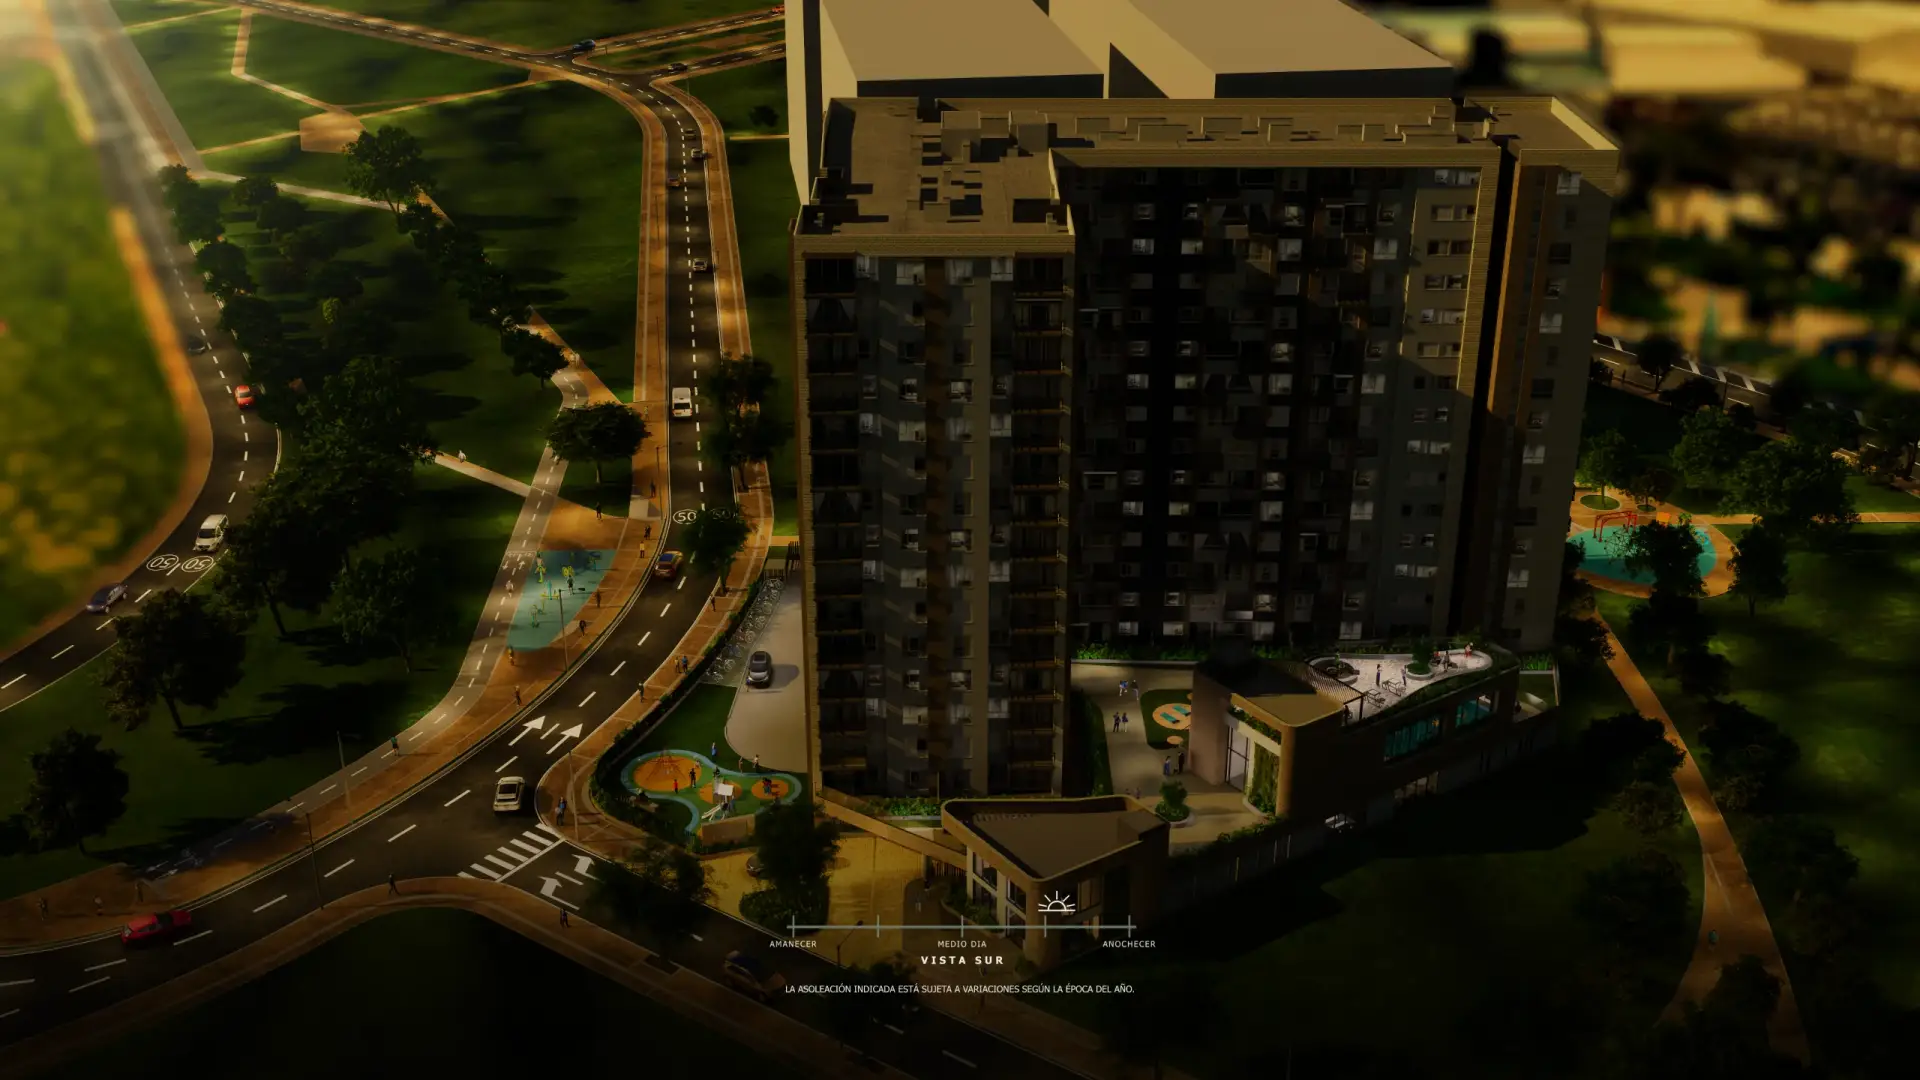 50
50
50/50
AMANECER
MEDIO DIA
ANOCHECER
VISTA SUR
LA ASOLEACIÓN INDICADA ESTÁ SUJETA A VARIACIONES SEGÚN LA ÉPOCA DEL AÑO.